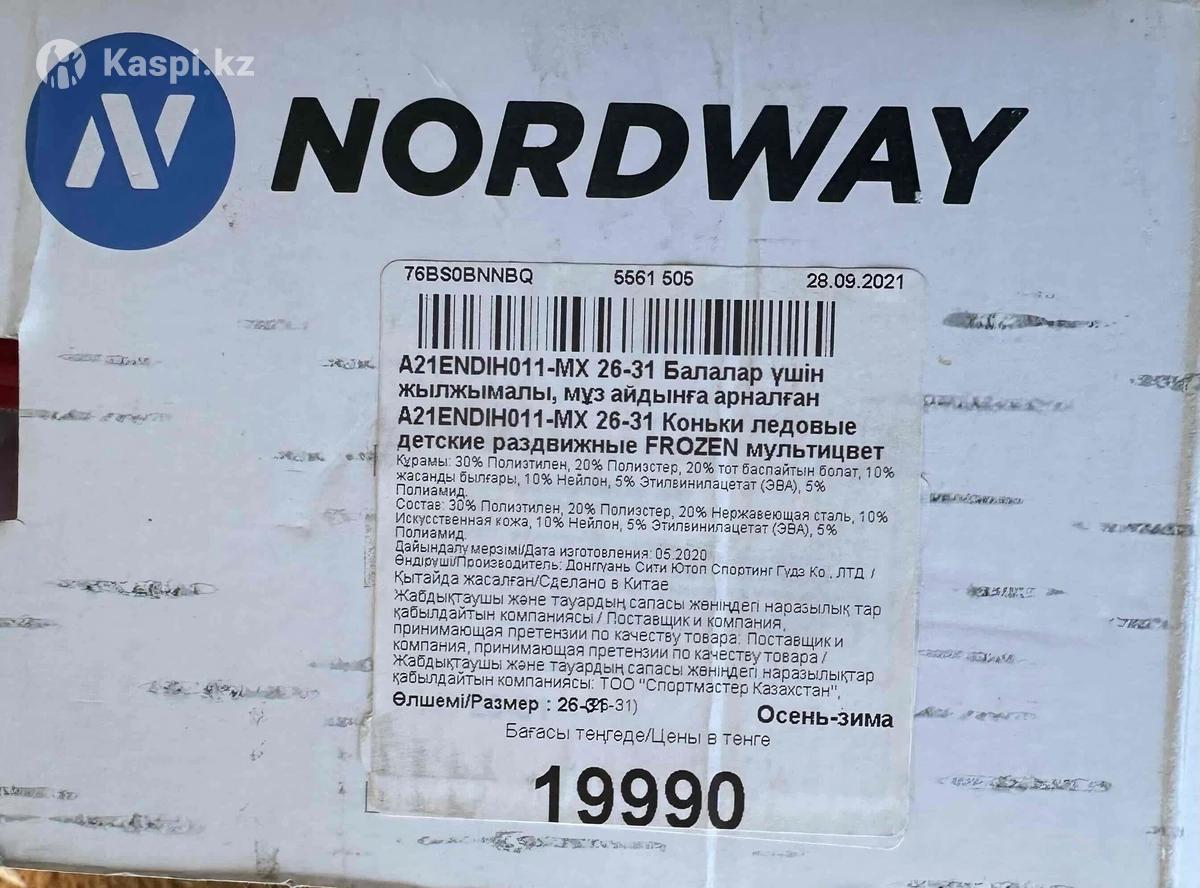 Kaspi.kz
NORDWAY
76BS0BNNBQ 5561 505 28.09.2021
A21ENDIH011-MX 26-31 Балалар үшін
жылжымалы, мұз айдынға арналған
A21ENDIH011-MX 26-31 Коньки ледовые
детские раздвижные FROZEN мультицвет
Құрамы: 30% Полиэтилен, 20% Полиэстер, 20% тот баспайтын болат, 10%
жасанды былғары, 10% Нейлон, 5% Этилвинилацетат (ЭВА), 5%
Полиамид.
Состав: 30% Полиэтилен, 20% Полиэстер, 20% Нержавеющая сталь, 10%
Искусственная кожа, 10% Нейлон, 5% Этилвинилацетат (ЭВА), 5%
Полиамид.
Дайындалу мерзімі/Дата изготовления: 05.2020
Өндіруші/Производитель: Донггуань Сити Ютоп Спортинг Гудз Ко., ЛТД /
Қытайда жасалған/Сделано в Китае
Жабдықтаушы және тауардың сапасы жөніндегі наразылық тар
қабылдайтын компаниясы / Поставщик и компания,
принимающая претензии по качеству товара: Поставщик и
компания, принимающая претензии по качеству товара /
Жабдықтаушы және тауардың сапасы жөніндегі наразылықтар
қабылдайтын компаниясы: ТОО "Спортмастер Казахстан",
Өлшемі/Размер : 26-31 (26-31)
Осень-зима
Бағасы теңгеде/Цены в тенге
19990